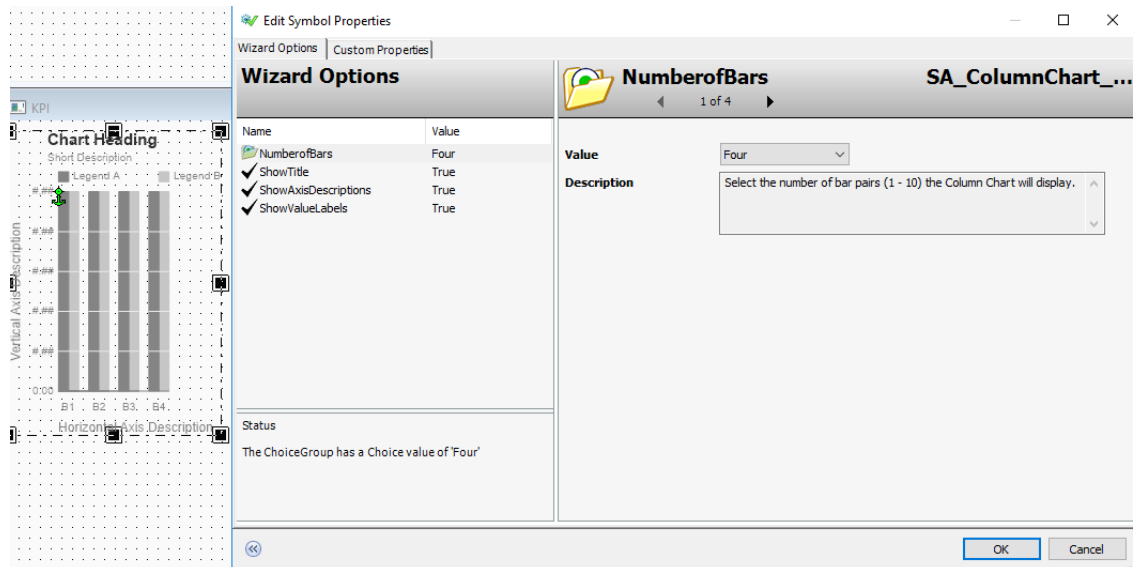 KPI
Chart Heading
Short Description
Legend A
Legend B
#.##
#.##
#.##
#.##
#.##
0.00
Vertical Axis Description
B1 B2 B3 B4
Horizontal Axis Description
Edit Symbol Properties
Wizard Options Custom Properties
Wizard Options
Name Value
NumberofBars Four
ShowTitle True
ShowAxisDescriptions True
ShowValueLabels True
Status
The ChoiceGroup has a Choice value of 'Four'
NumberofBars SA_ColumnChart_...
1 of 4
Value Four
Description Select the number of bar pairs (1 - 10) the Column Chart will display.
OK Cancel